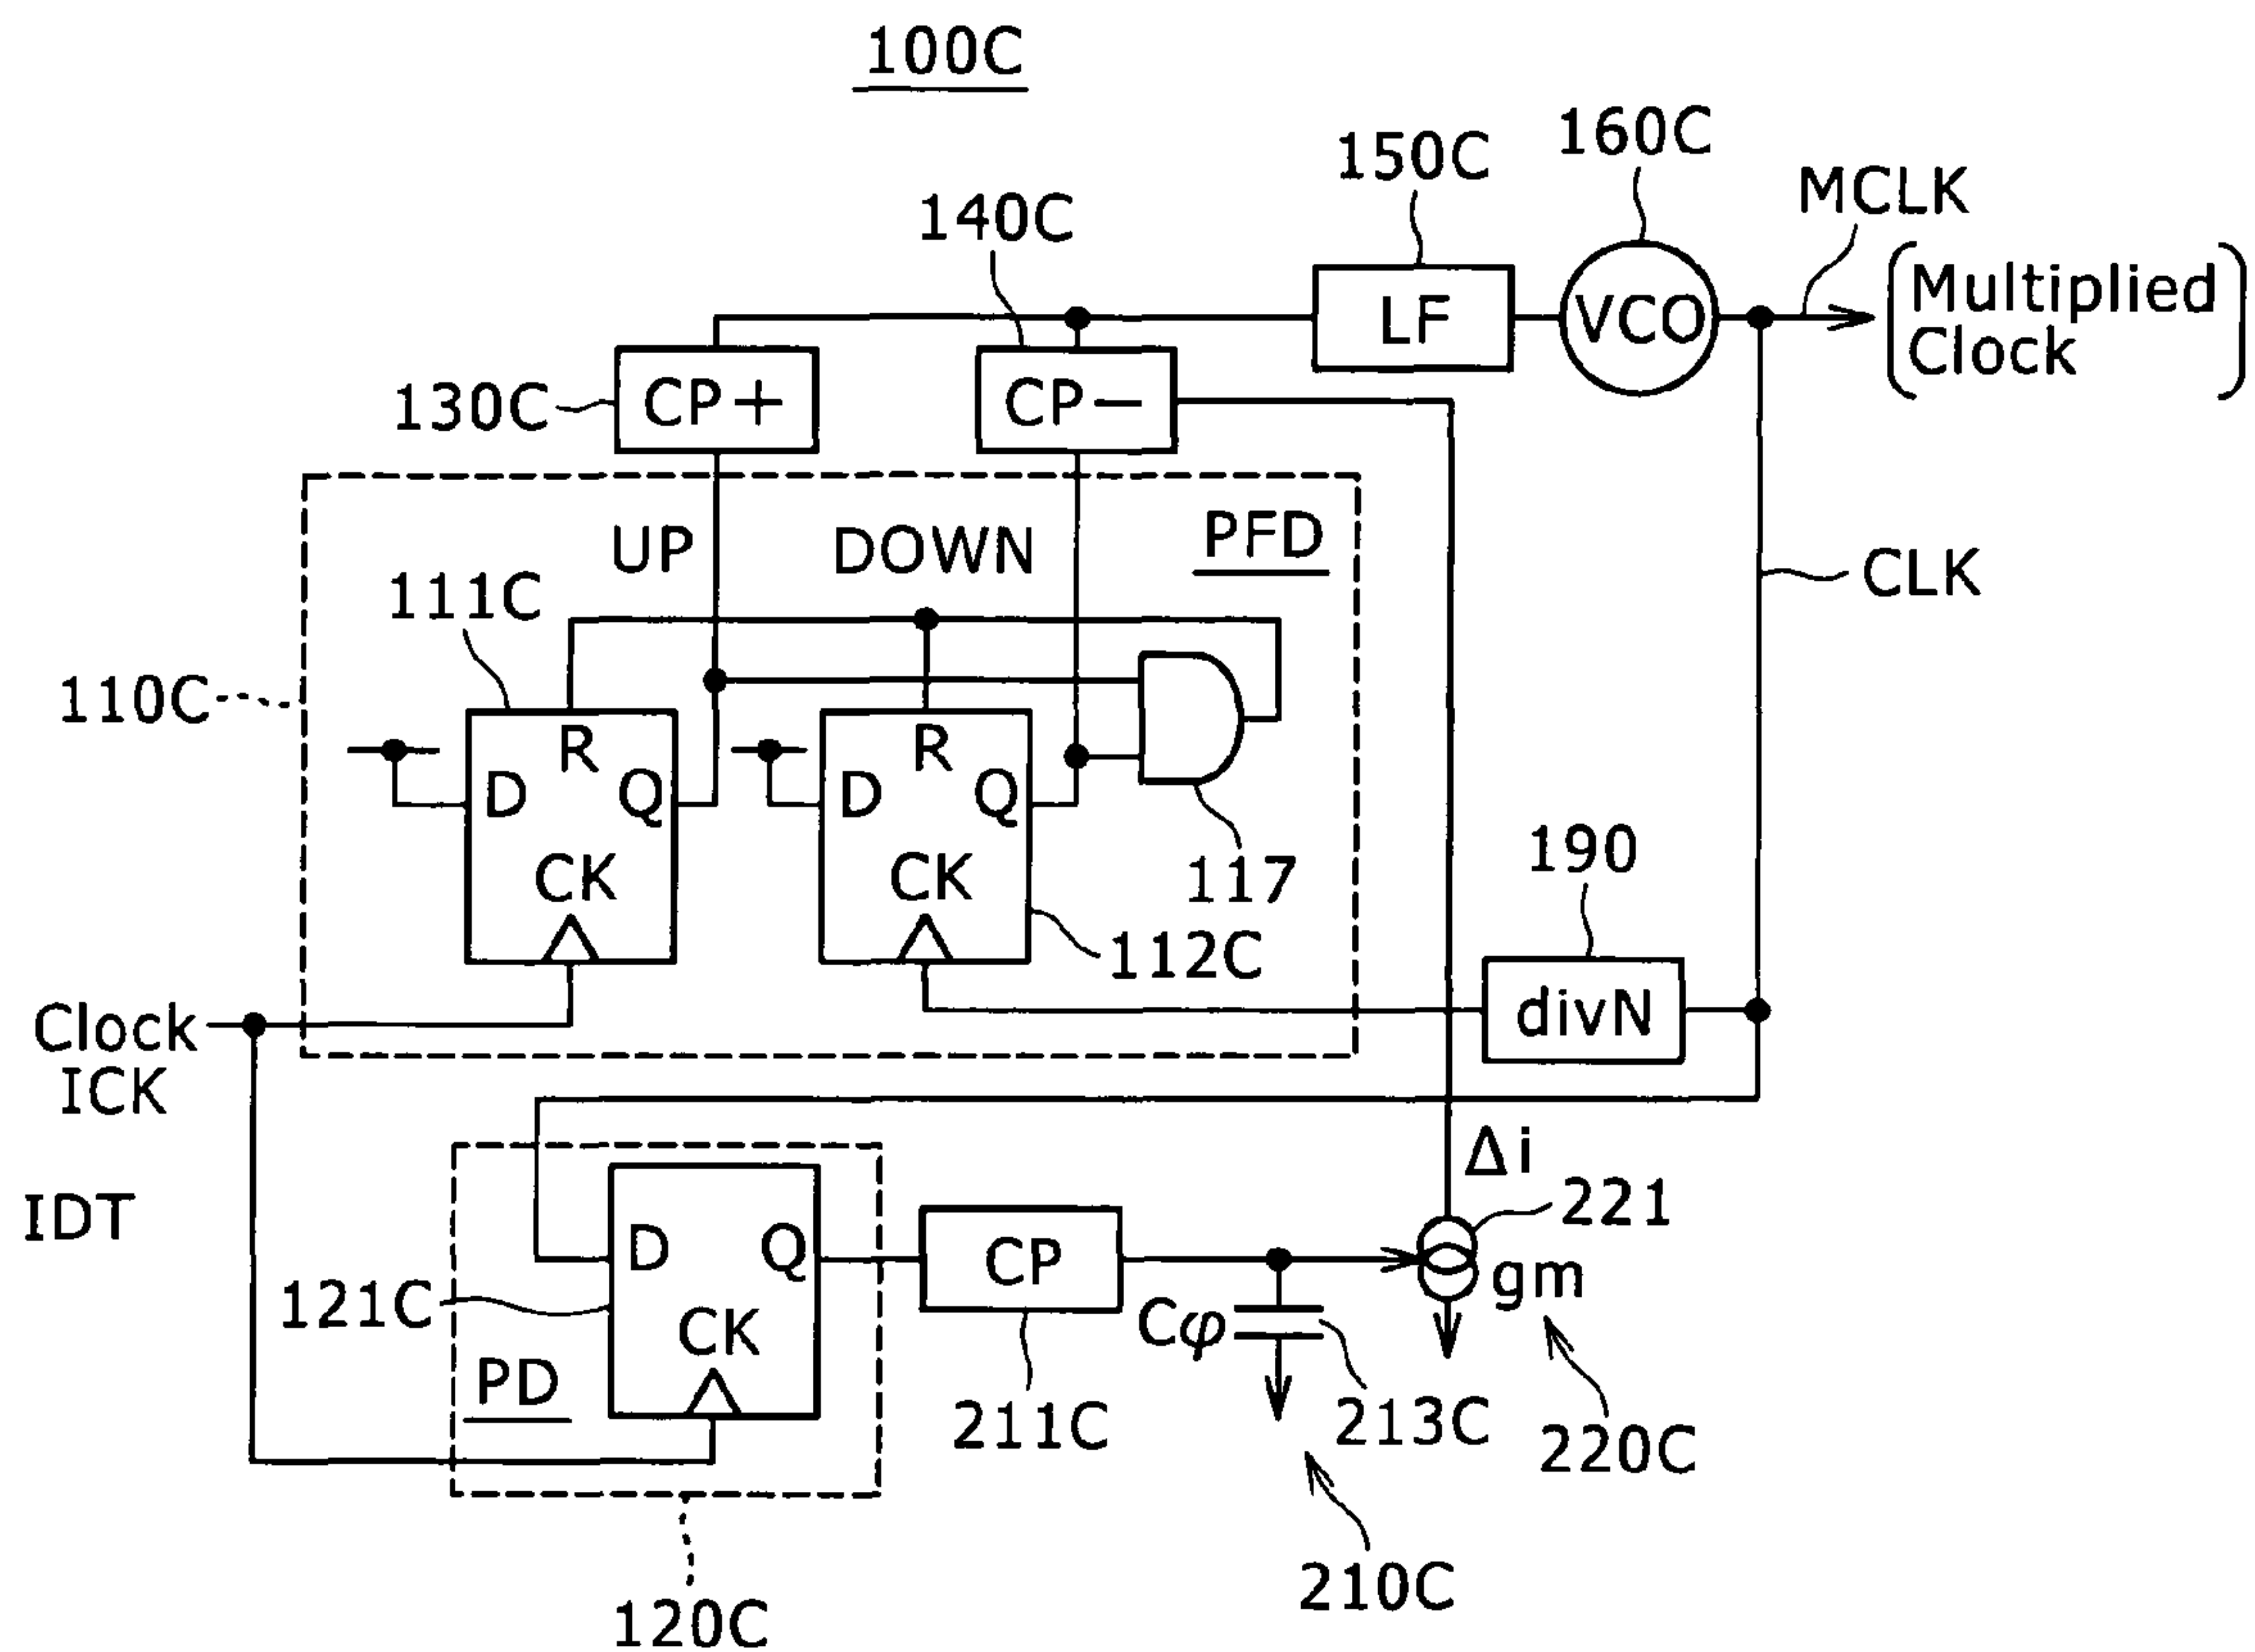 100C
160C
150C
MCLK
140C
Multiplied
Clock
LF
VCO
130C
CP+
CP−
UP
DOWN
PFD
111C
CLK
110C
R
D
Q
CK
R
D
Q
CK
117
190
112C
divN
Clock
ICK
Δi
IDT
221
D
Q
CP
gm
121C
CK
Cφ
PD
211C
213C
220C
210C
120C